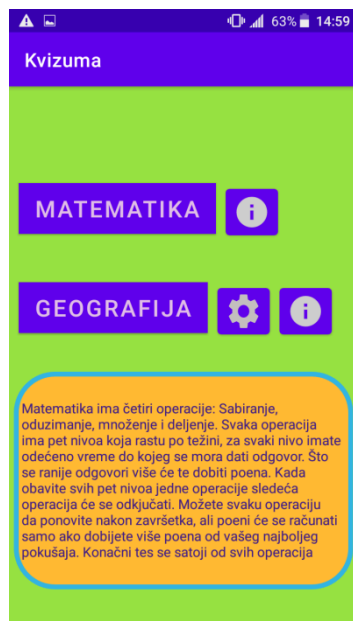 63% 14:59
Kvizuma
MATEMATIKA
GEOGRAFIJA
Matematika ima četiri operacije: Sabiranje,
oduzimanje, množenje i deljenje. Svaka operacija
ima pet nivoa koja rastu po težini, za svaki nivo imate
odećeno vreme do kojeg se mora dati odgovor. Što
se ranije odgovori više će te dobiti poena. Kada
obavite svih pet nivoa jedne operacije sledeća
operacija će se odkjučati. Možete svaku operaciju
da ponovite nakon završetka, ali poeni će se računati
samo ako dobijete više poena od vašeg najboljeg
pokušaja. Konačni tes se satoji od svih operacija